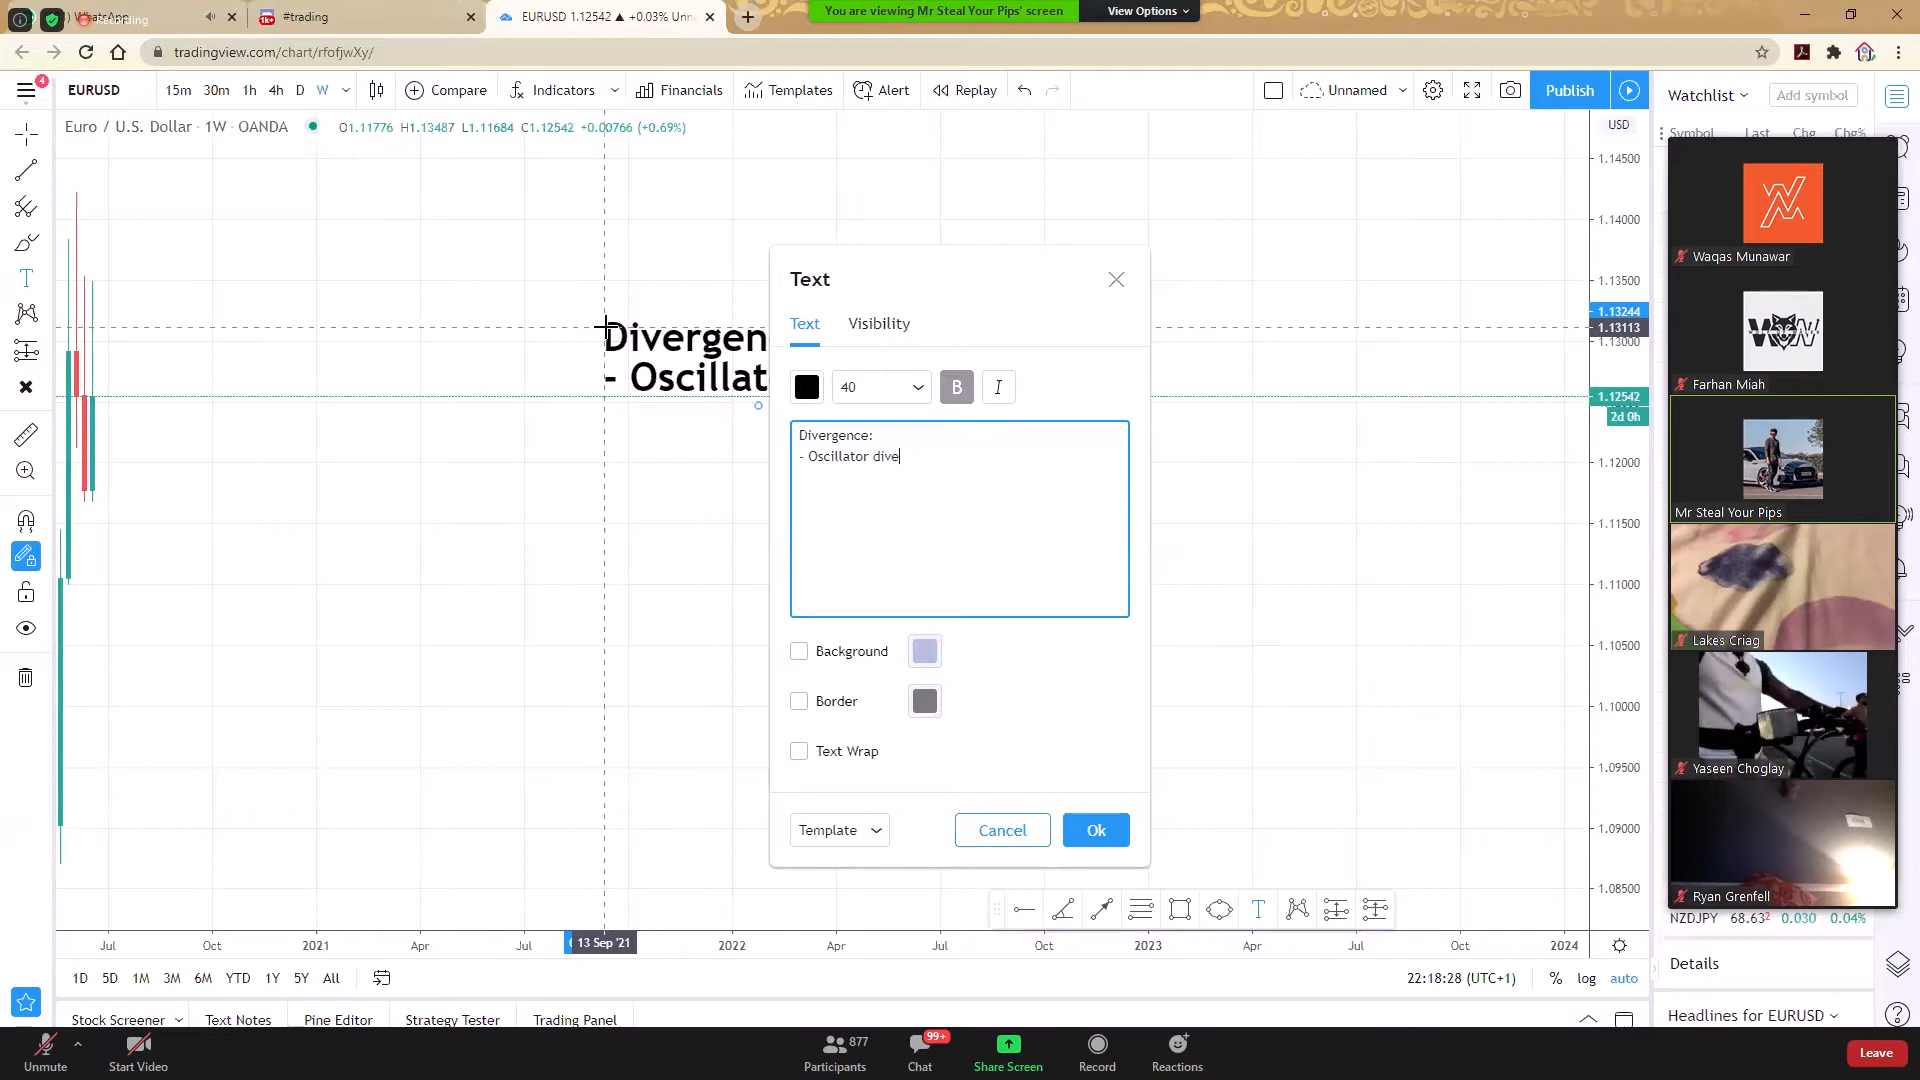 WhatsApp
Recording
#trading
EURUSD 1.12542 ▲ +0.03% Unn
You are viewing Mr Steal Your Pips' screen
View Options
tradingview.com/chart/rfofjwXy/
4
EURUSD
15m
30m
1h
4h
D
W
Compare
Indicators
Financials
Templates
Alert
Replay
Unnamed
Publish
Watchlist
Add symbol
Euro / U.S. Dollar · 1W · OANDA
O1.11776 H1.13487 L1.11684 C1.12542 +0.00766 (+0.69%)
USD
Symbol Last Chg Chg%
1.14500
1.14000
1.13500
1.13244
1.13113
1.13000
1.12542
2d 0h
1.12000
1.11500
1.11000
1.10500
1.10000
1.09500
1.09000
1.08500
Divergen
- Oscillat
Text
Text
Visibility
40
B
I
Divergence:
- Oscillator dive
Background
Border
Text Wrap
Template
Cancel
Ok
Waqas Munawar
Farhan Miah
Mr Steal Your Pips
Lakes Criag
Yaseen Choglay
Ryan Grenfell
NZDJPY 68.632 0.030 0.04%
Jul
Oct
2021
Apr
Jul
13 Sep '21
2022
Apr
Jul
Oct
2023
Apr
Jul
Oct
2024
Details
1D
5D
1M
3M
6M
YTD
1Y
5Y
All
22:18:28 (UTC+1)
%
log
auto
Stock Screener
Text Notes
Pine Editor
Strategy Tester
Trading Panel
Headlines for EURUSD
Unmute
Start Video
Participants
877
Chat
99+
Share Screen
Record
Reactions
Leave